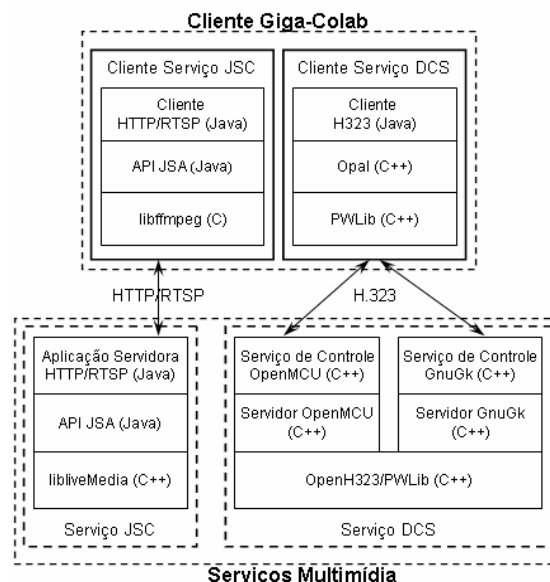 Cliente Giga-Colab
Cliente Serviço JSC
Cliente
HTTP/RTSP (Java)
API JSA (Java)
libffmpeg (C)
Cliente Serviço DCS
Cliente
H323 (Java)
Opal (C++)
PWLib (C++)
HTTP/RTSP
H.323
Aplicação Servidora
HTTP/RTSP (Java)
API JSA (Java)
libliveMedia (C++)
Serviço JSC
Serviço de Controle
OpenMCU (C++)
Servidor OpenMCU
(C++)
Serviço de Controle
GnuGk (C++)
Servidor GnuGk
(C++)
OpenH323/PWLib (C++)
Serviço DCS
Serviços Multimídia